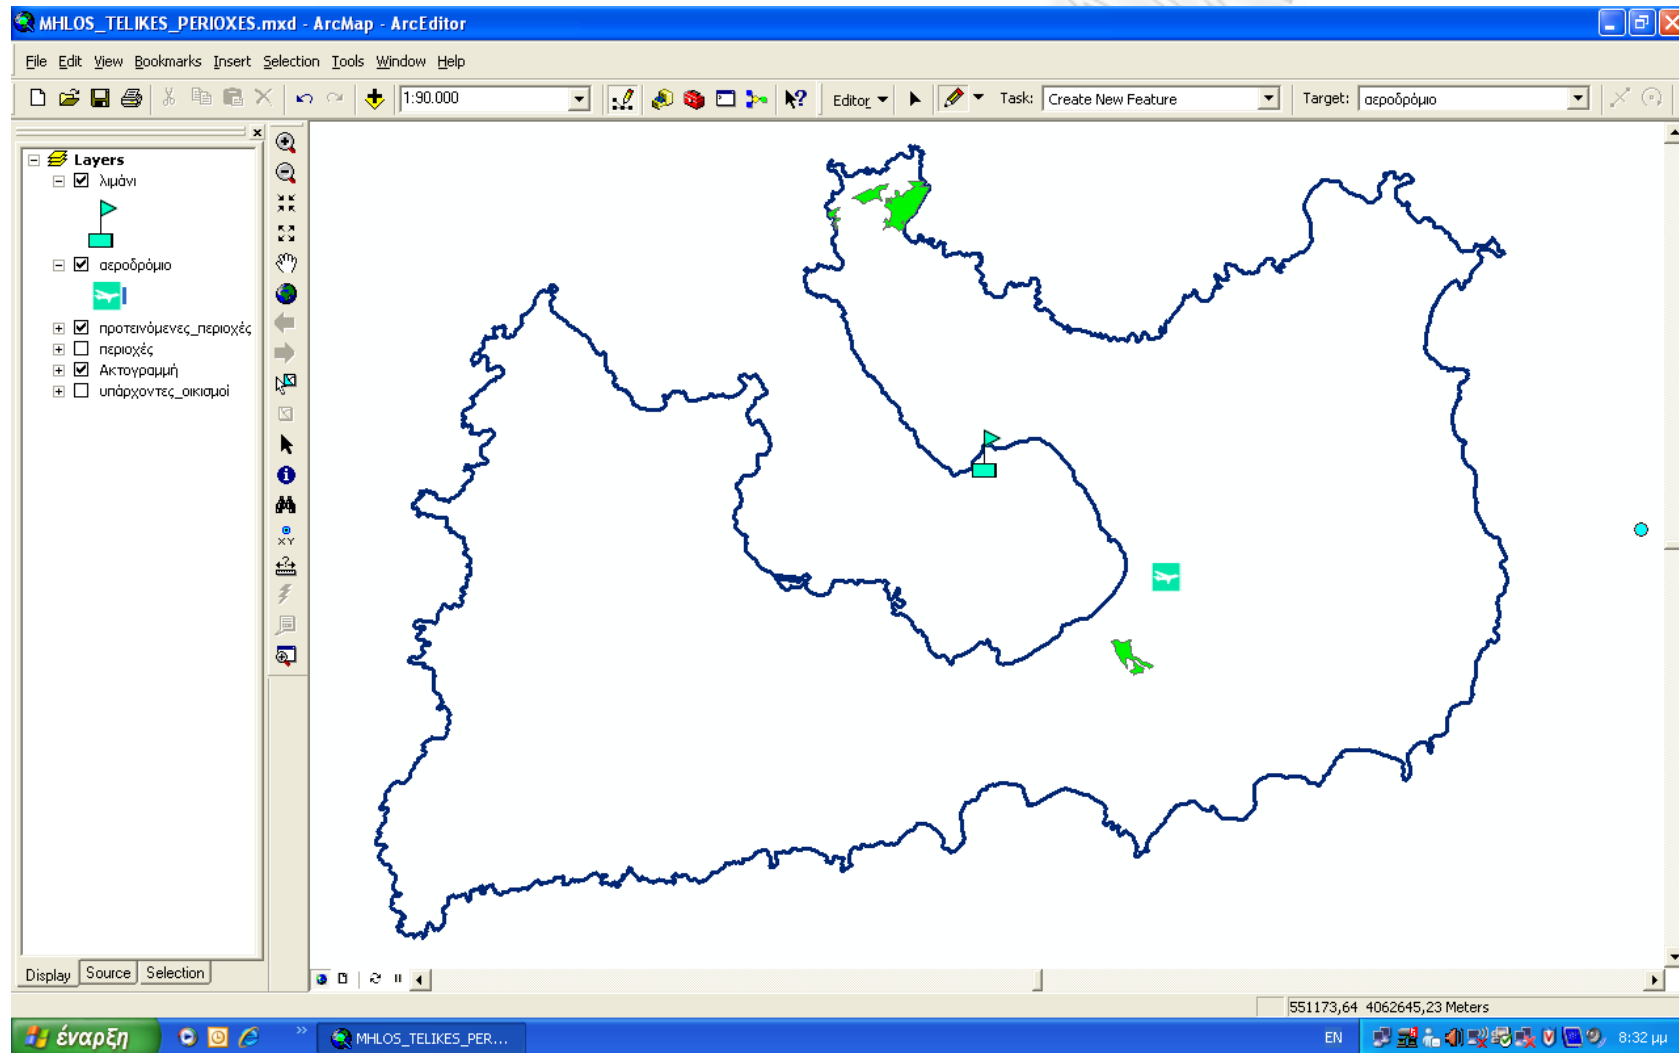 MHLOS_TELIKES_PERIOXES.mxd - ArcMap - ArcEditor
File Edit View Bookmarks Insert Selection Tools Window Help
1:90.000 Editor Task: Create New Feature Target: αεροδρόμιο
Layers
λιμάνι
αεροδρόμιο
προτεινόμενες_περιοχές
περιοχές
Ακτογραμμή
υπάρχοντες_οικισμοί
Display Source Selection
551173,64 4062645,23 Meters
έναρξη MHLOS_TELIKES_PER... EN 8:32 μμ